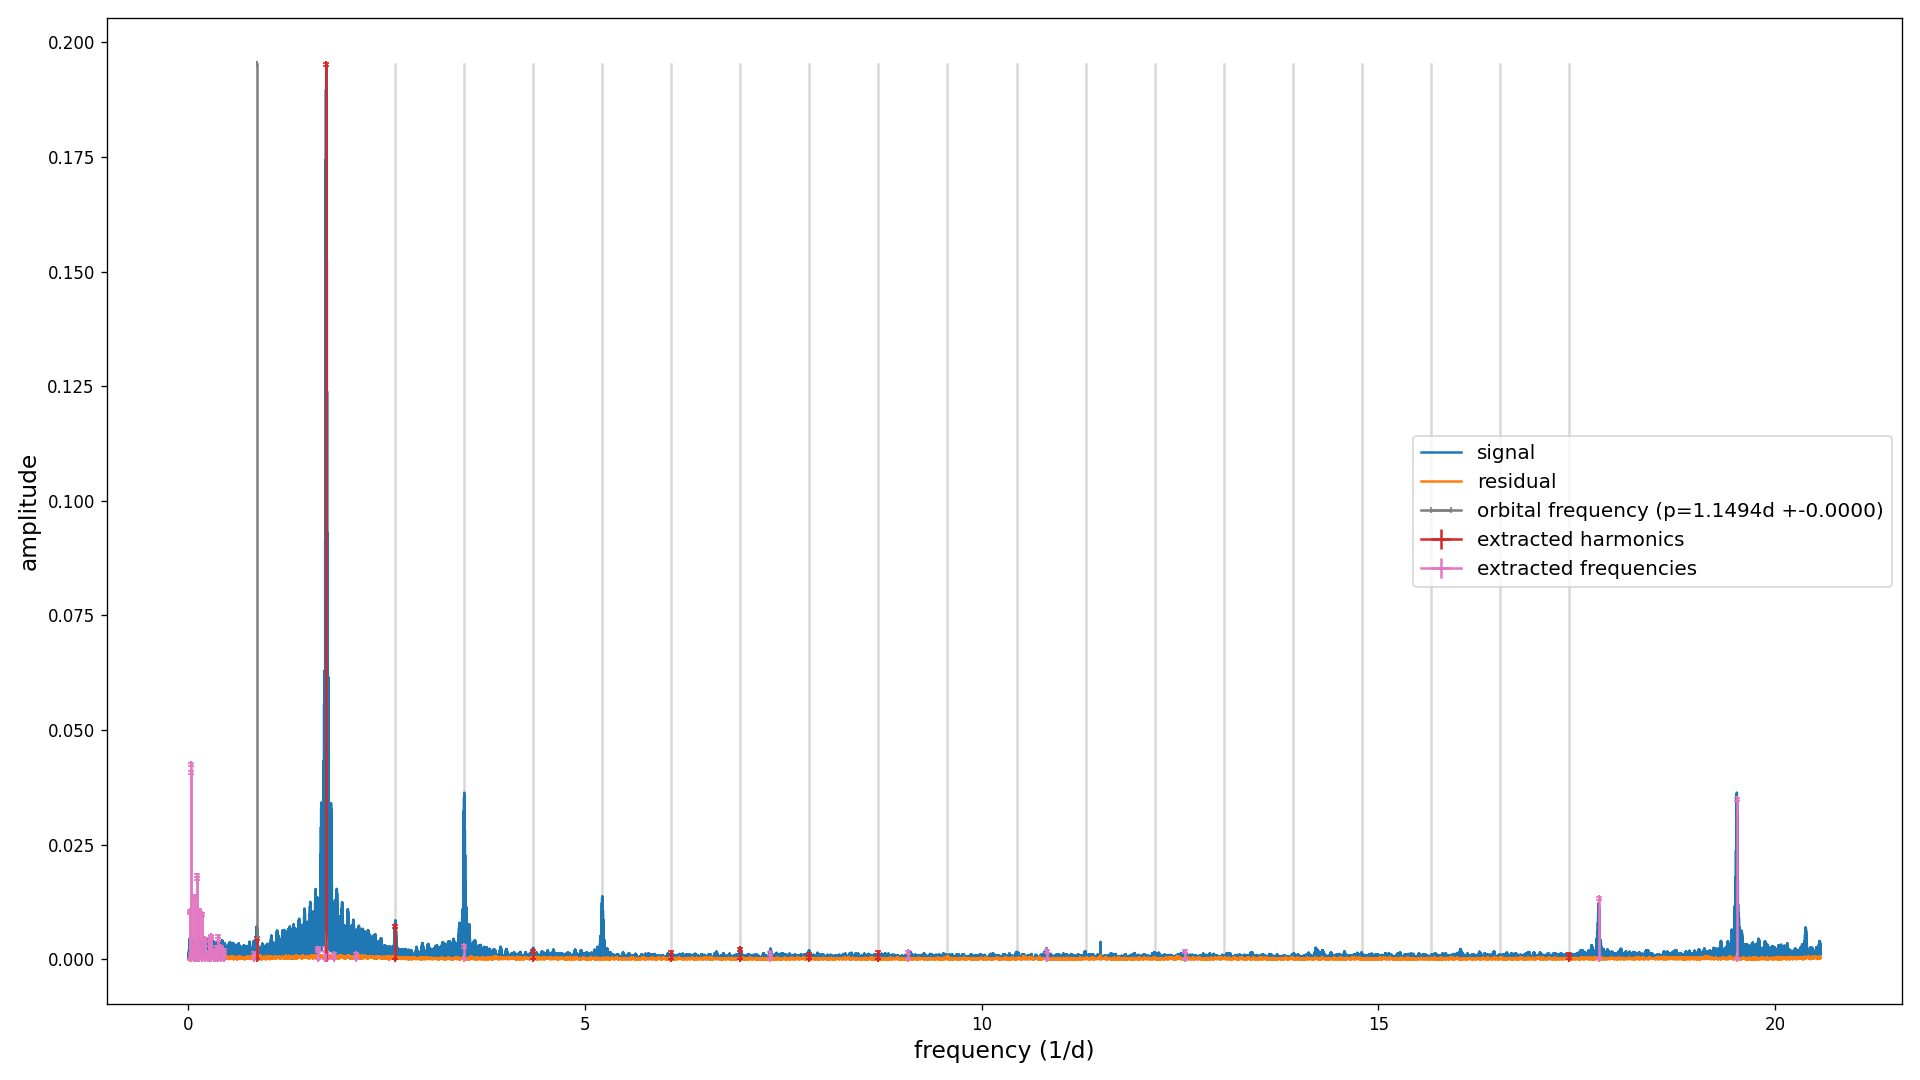 0.200
0.175
0.150
0.125
0.100
0.075
0.050
0.025
0.000
amplitude
signal
residual
orbital frequency (p=1.1494d +-0.0000)
extracted harmonics
extracted frequencies
0 5 10 15 20
frequency (1/d)